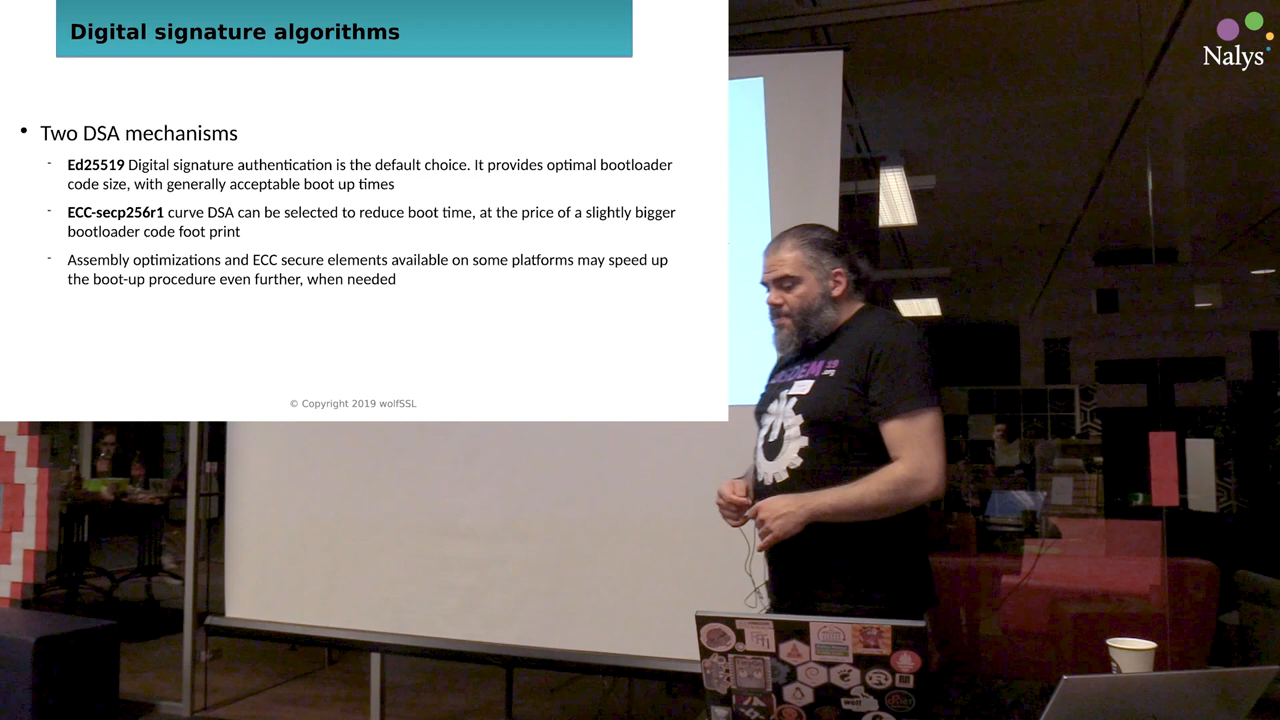 Digital signature algorithms
Nalys
• Two DSA mechanisms
- Ed25519 Digital signature authentication is the default choice. It provides optimal bootloader
code size, with generally acceptable boot up times
- ECC-secp256r1 curve DSA can be selected to reduce boot time, at the price of a slightly bigger
bootloader code foot print
- Assembly optimizations and ECC secure elements available on some platforms may speed up
the boot-up procedure even further, when needed
© Copyright 2019 wolfSSL
19
.org
wolf